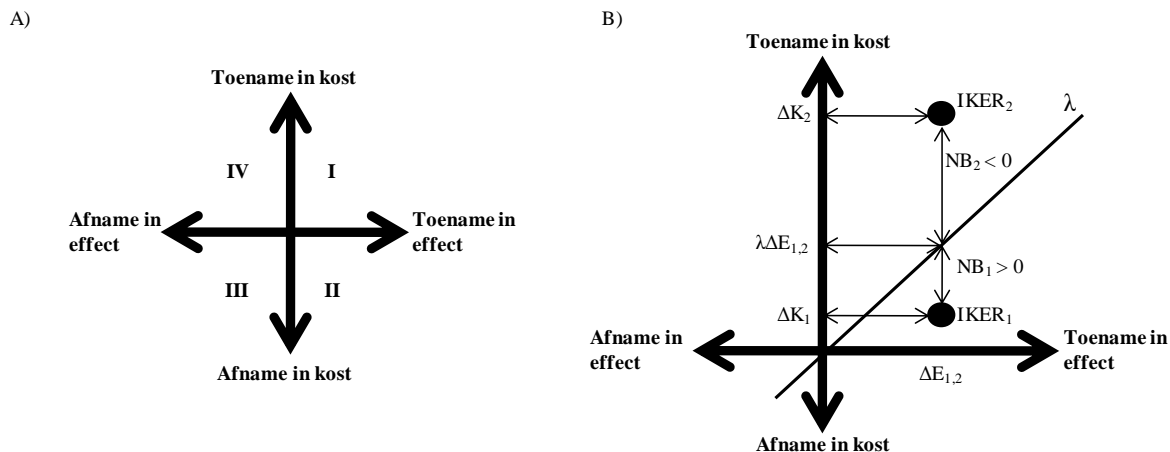 A)
Toename in kost
IV
I
Afname in
effect
Toename in
effect
III
II
Afname in kost
B)
Toename in kost
ΔK2
IKER2
λ
NB2 < 0
λΔE1,2
NB1 > 0
ΔK1
IKER1
Afname in
effect
Toename in
effect
ΔE1,2
Afname in kost